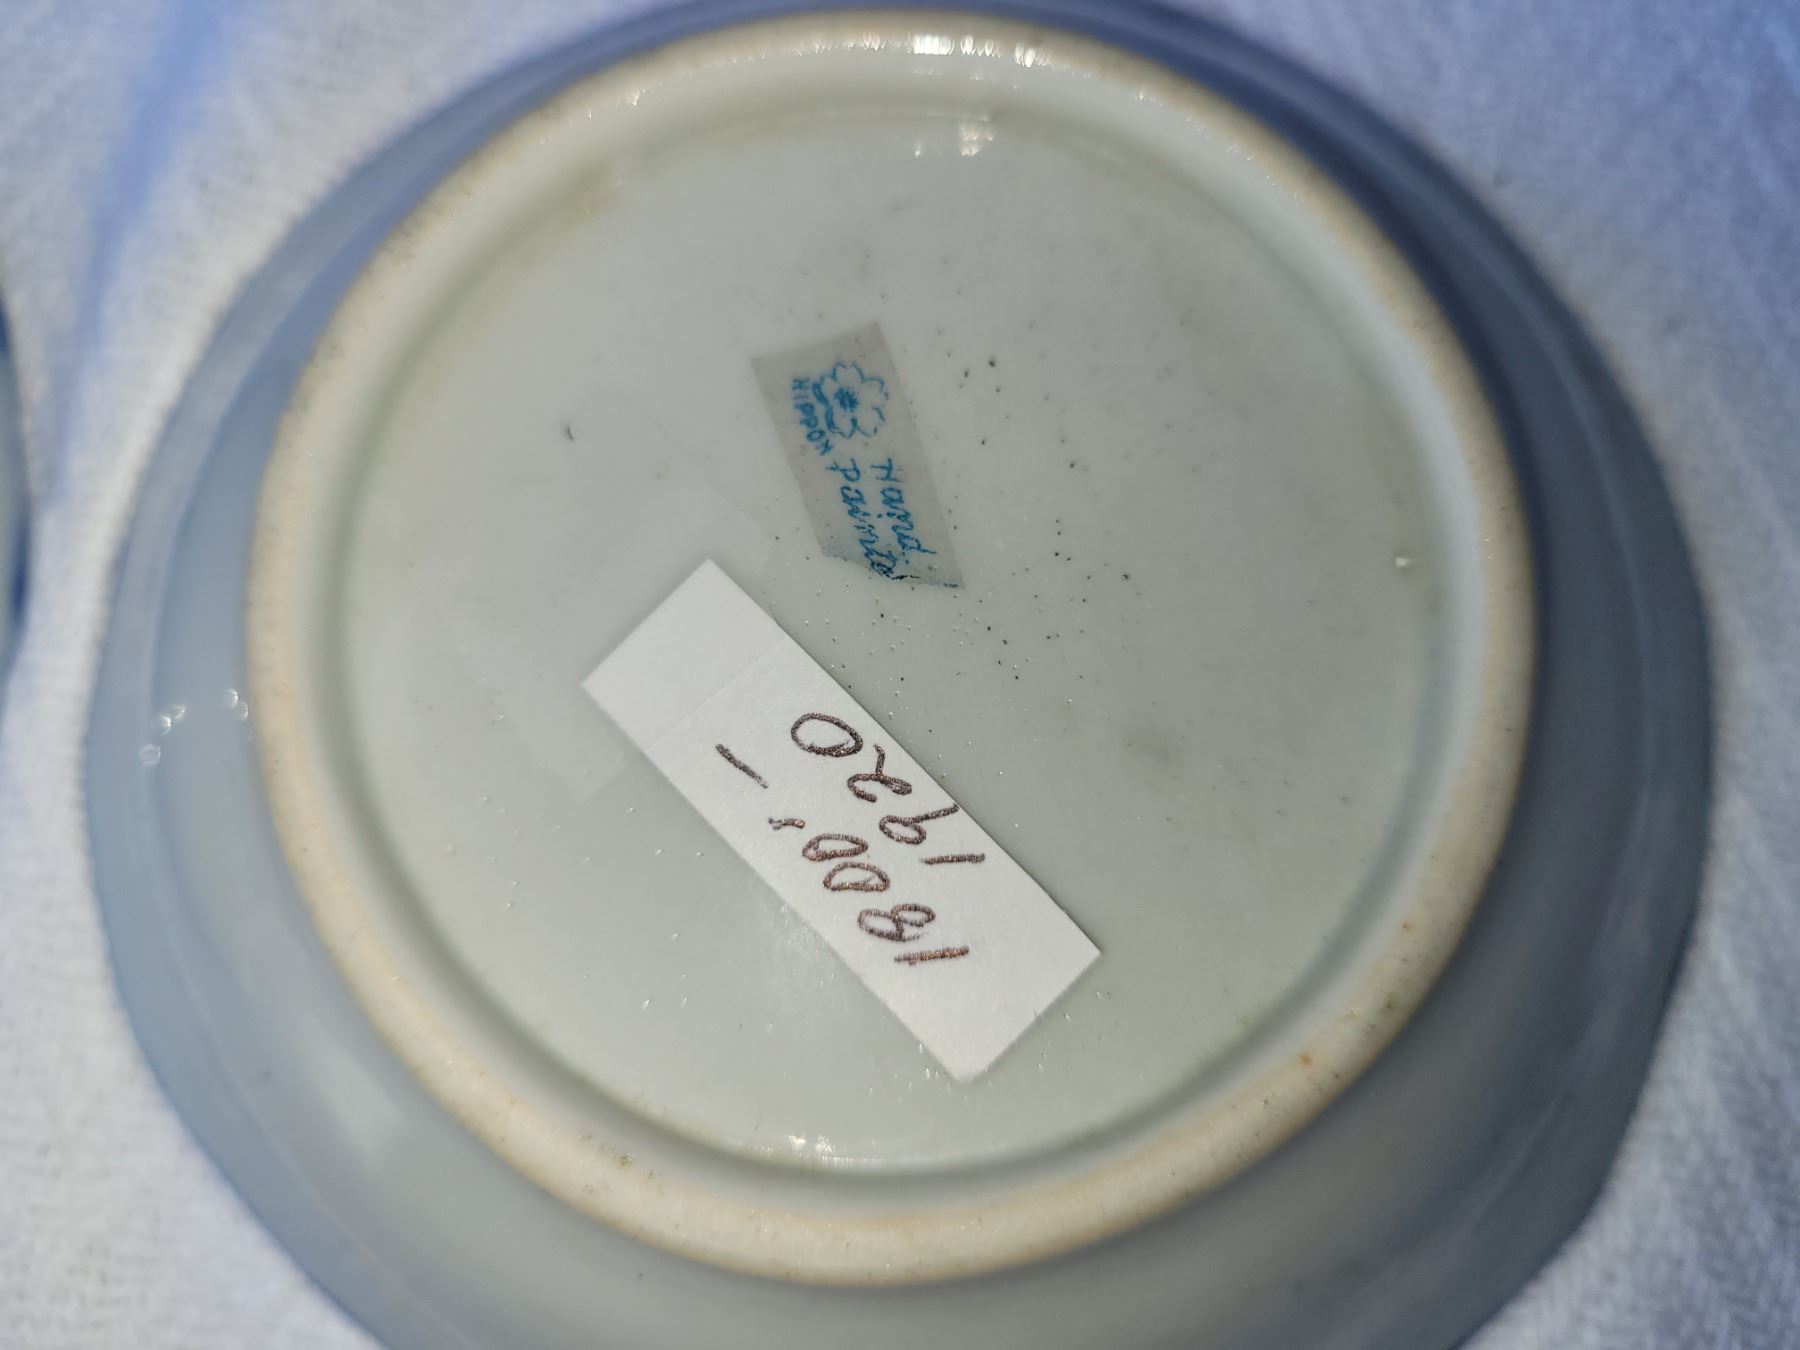 Hand
Painted
NIPPON
1800's
-
1920